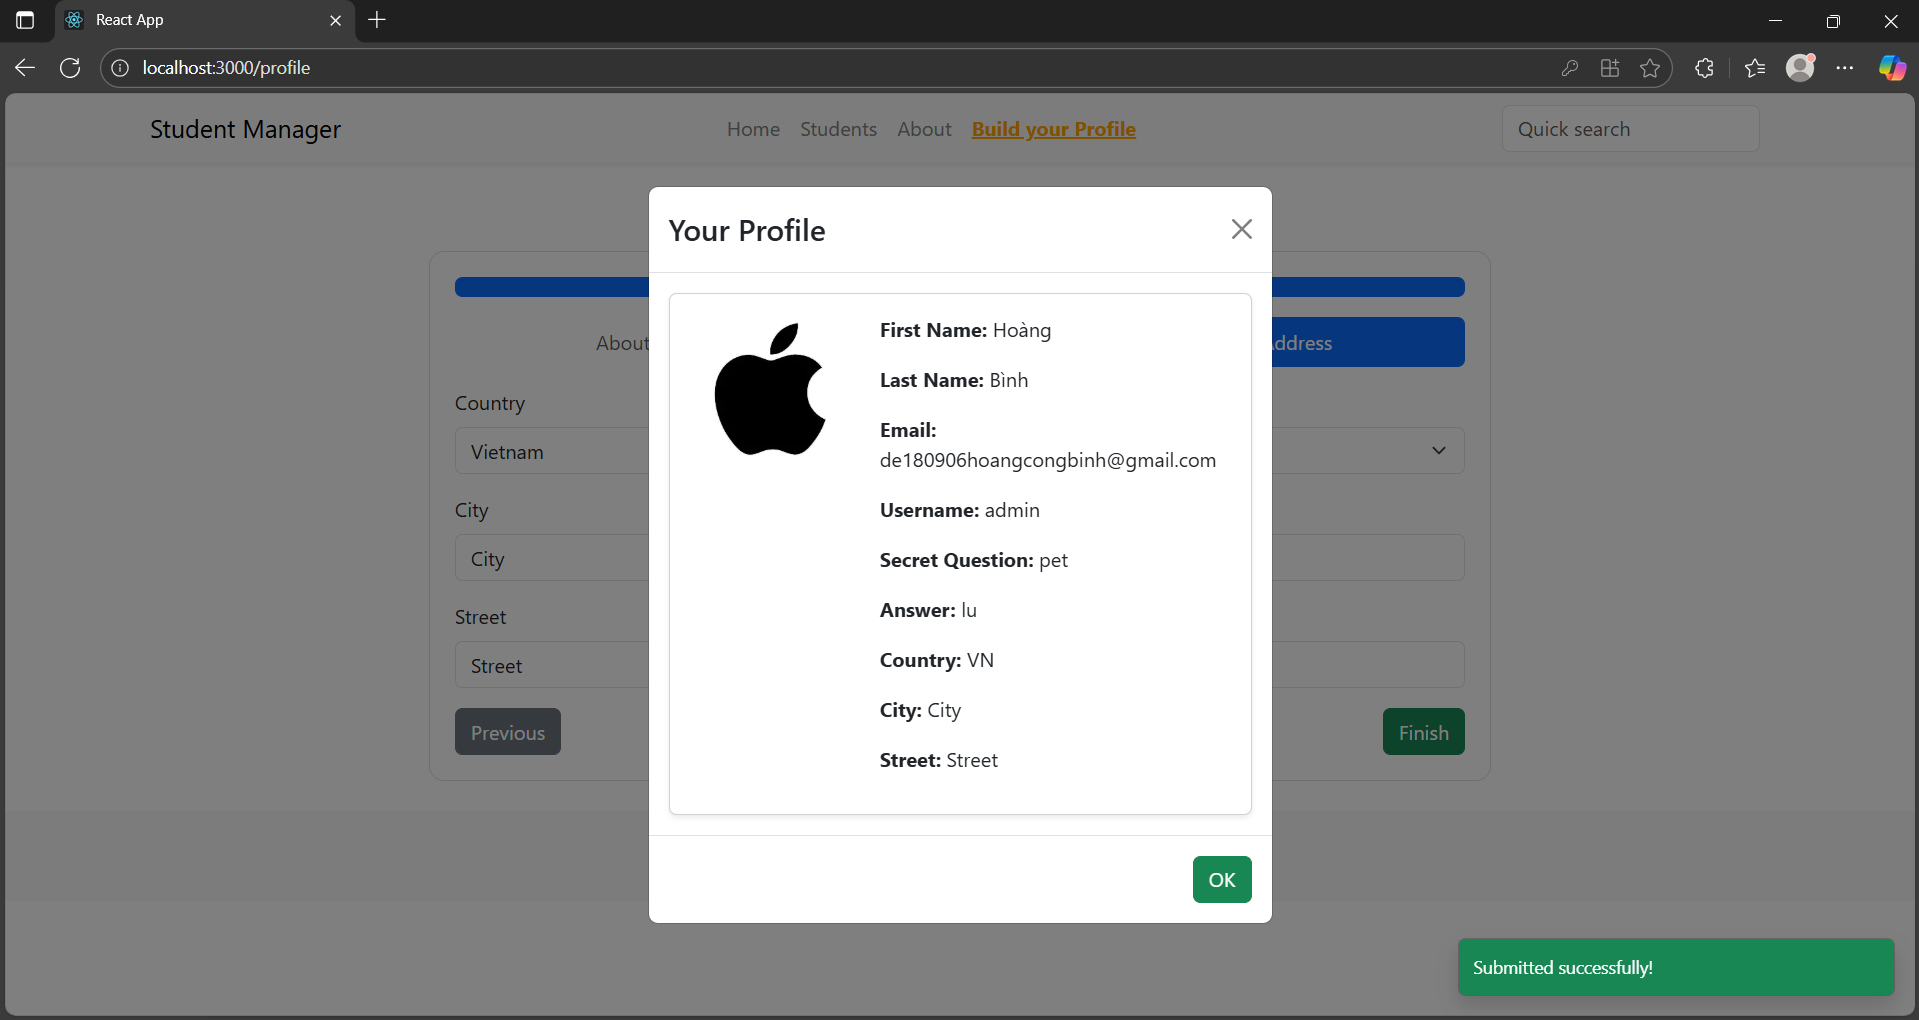 React App
localhost:3000/profile
Student Manager
Home Students About Build your Profile
Quick search
Your Profile
About
ddress
Country
Vietnam
City
City
Street
Street
Previous
Finish
First Name: Hoàng
Last Name: Bình
Email:
de180906hoangcongbinh@gmail.com
Username: admin
Secret Question: pet
Answer: lu
Country: VN
City: City
Street: Street
OK
Submitted successfully!